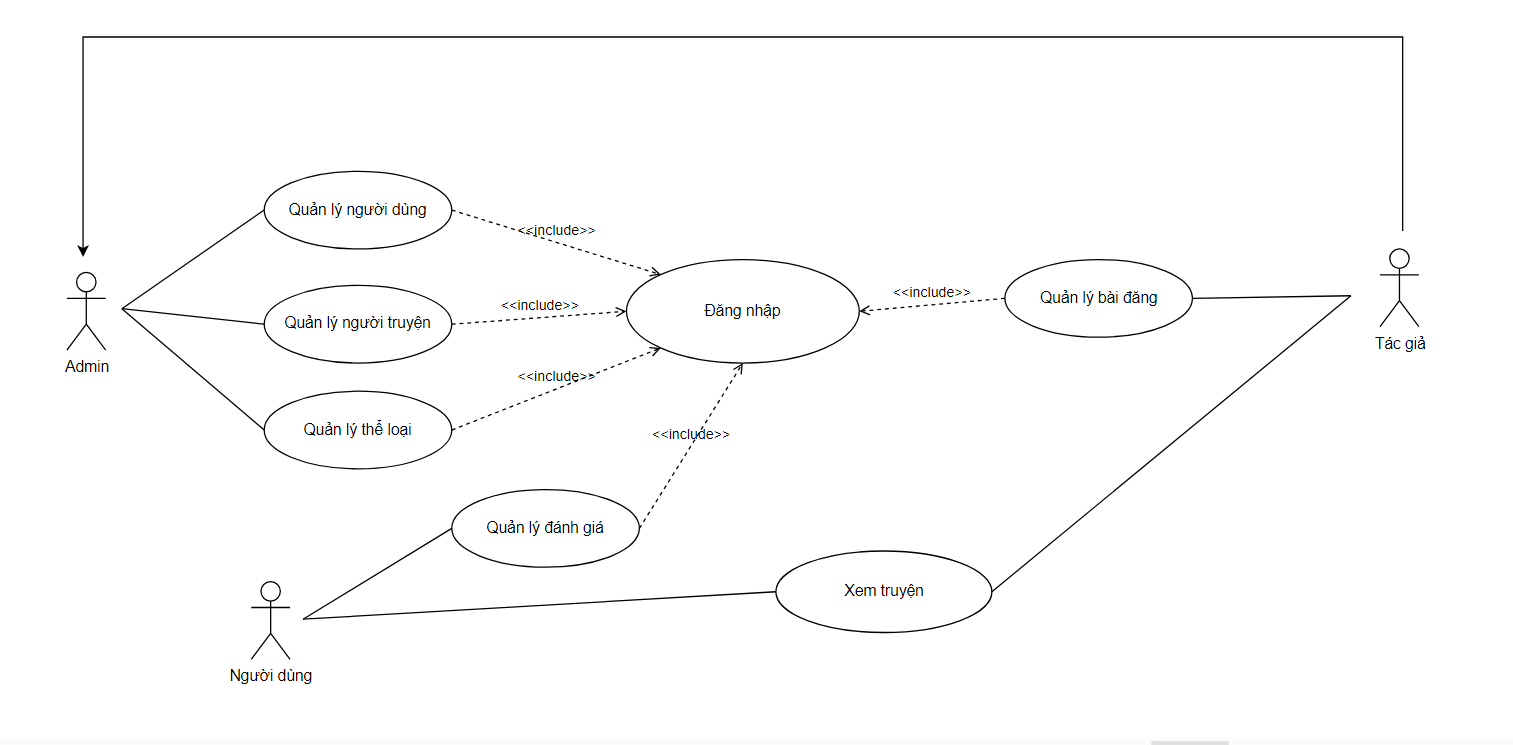 Quản lý người dùng
<<include>>
Quản lý người truyện
<<include>>
Đăng nhập
<<include>>
Quản lý bài đăng
Admin
Tác giả
<<include>>
Quản lý thể loại
<<include>>
Quản lý đánh giá
Xem truyện
Người dùng